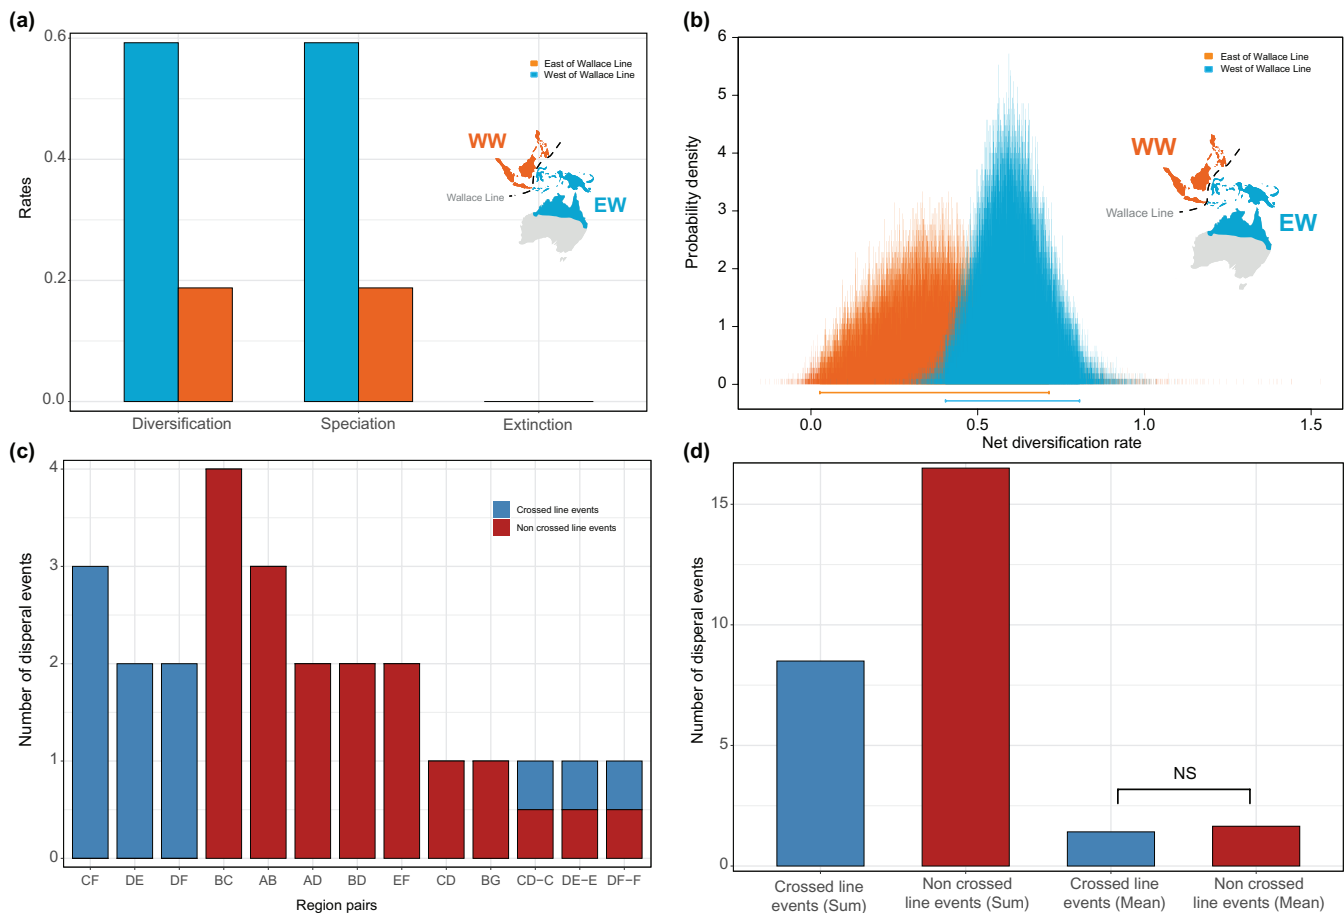 (a)
0.6
0.4
0.2
0.0
Rates
East of Wallace Line
West of Wallace Line
WW
Wallace Line
EW
Diversification
Speciation
Extinction
(b)
6
5
4
3
2
1
0
Probability density
East of Wallace Line
West of Wallace Line
WW
Wallace Line
EW
0.0
0.5
1.0
1.5
Net diversification rate
(c)
4
3
2
1
0
Number of disperal events
Crossed line events
Non crossed line events
CF
DE
DF
BC
AB
AD
BD
EF
CD
BG
CD−C
DE−E
DF−F
Region pairs
(d)
15
10
5
0
Number of disperal events
NS
Crossed line
events (Sum)
Non crossed
line events (Sum)
Crossed line
events (Mean)
Non crossed
line events (Mean)